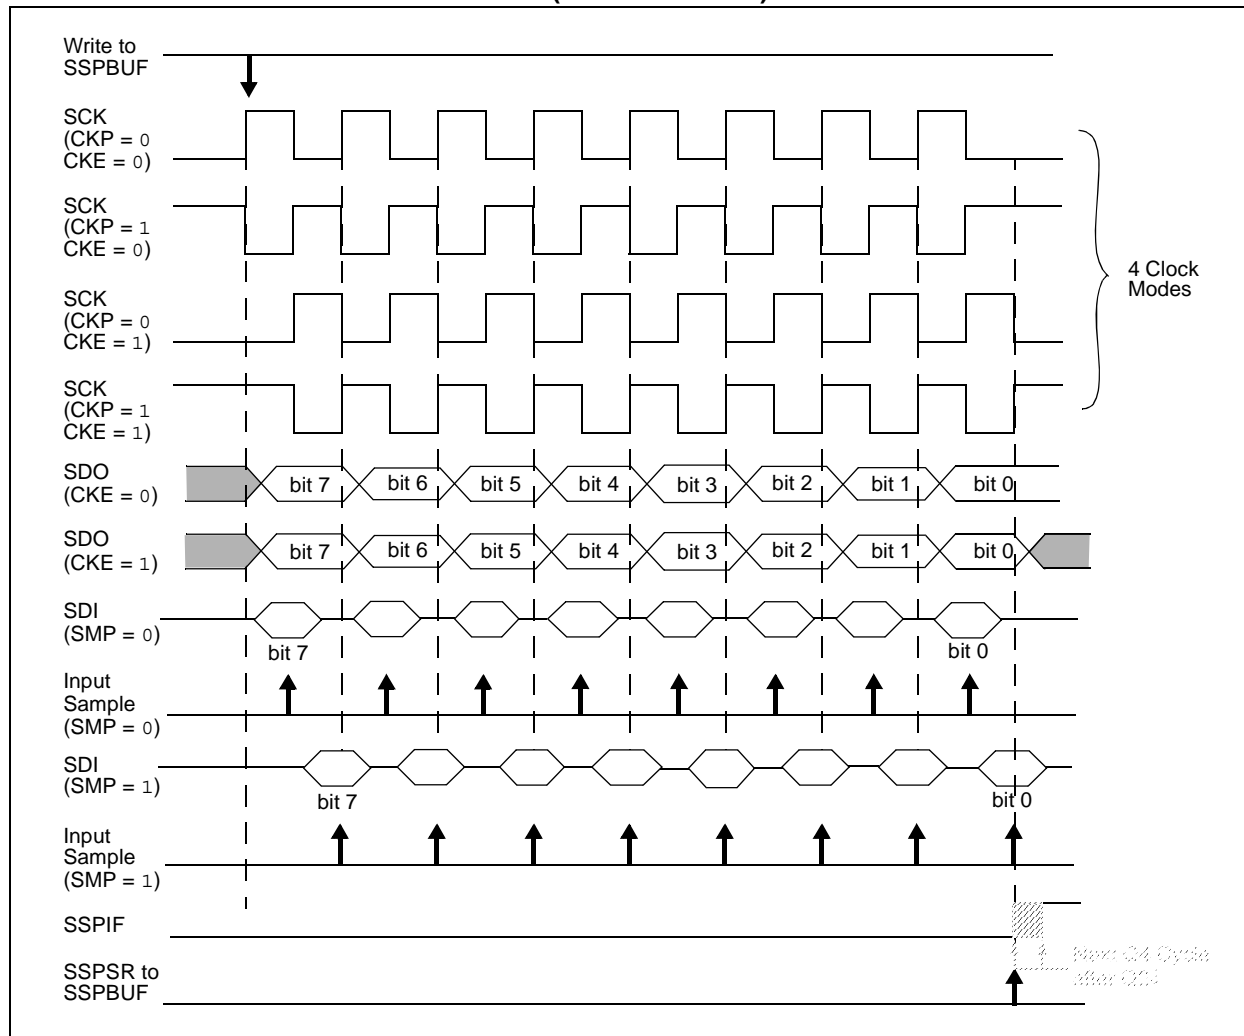 Write to
SSPBUF
SCK
(CKP = 0
CKE = 0)
SCK
(CKP = 1
CKE = 0)
4 Clock
Modes
SCK
(CKP = 0
CKE = 1)
SCK
(CKP = 1
CKE = 1)
SDO
(CKE = 0)
bit 7 bit 6 bit 5 bit 4 bit 3 bit 2 bit 1 bit 0
SDO
(CKE = 1)
bit 7 bit 6 bit 5 bit 4 bit 3 bit 2 bit 1 bit 0
SDI
(SMP = 0)
bit 7 bit 0
Input
Sample
(SMP = 0)
SDI
(SMP = 1)
bit 7 bit 0
Input
Sample
(SMP = 1)
SSPIF
Next Q4 Cycle
after
SSPSR to
SSPBUF